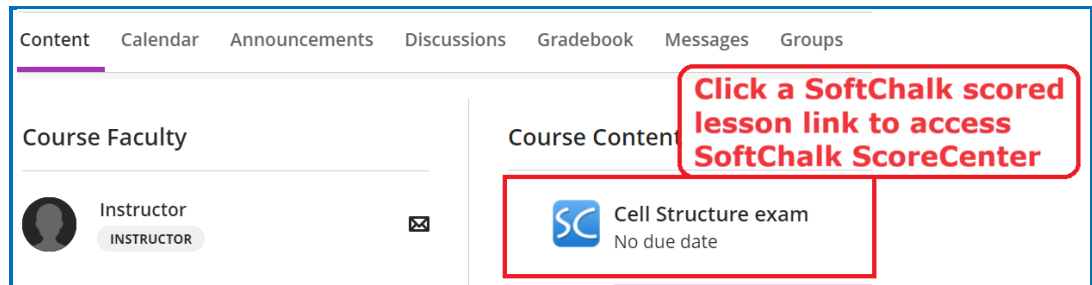 Content Calendar Announcements Discussions Gradebook Messages Groups
Click a SoftChalk scored
lesson link to access
SoftChalk ScoreCenter
Course Faculty
Course Content
Instructor
INSTRUCTOR
SC
Cell Structure exam
No due date